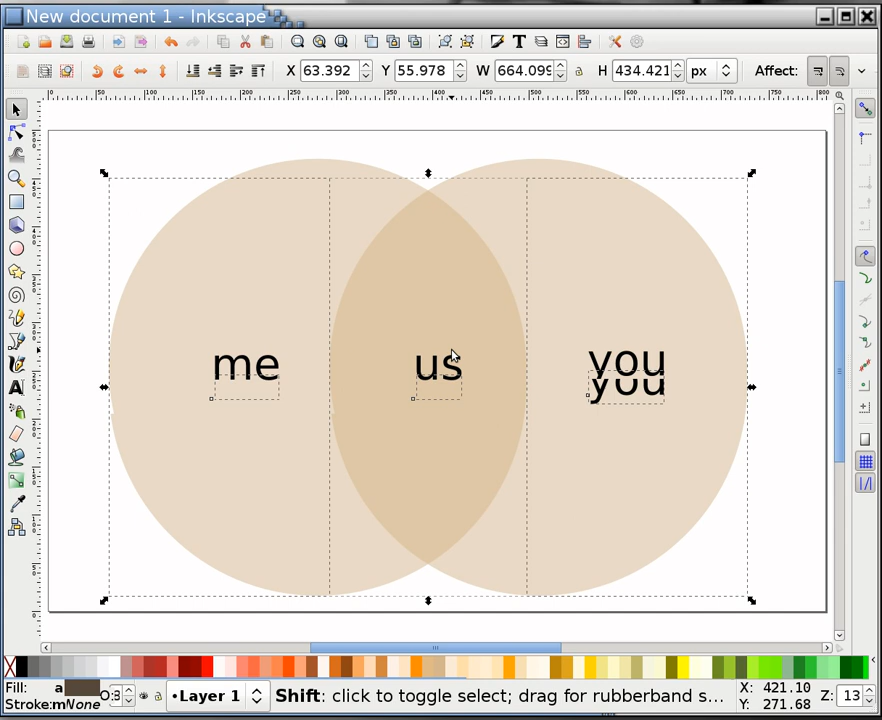 New document 1 - Inkscape
X 63.392 Y 55.978 W 664.099 H 434.421 px Affect:
me us you
you
Fill: a O:
Stroke: m None •Layer 1 Shift: click to toggle select; drag for rubberband s... X: 421.10 Z: 13
Y: 271.68